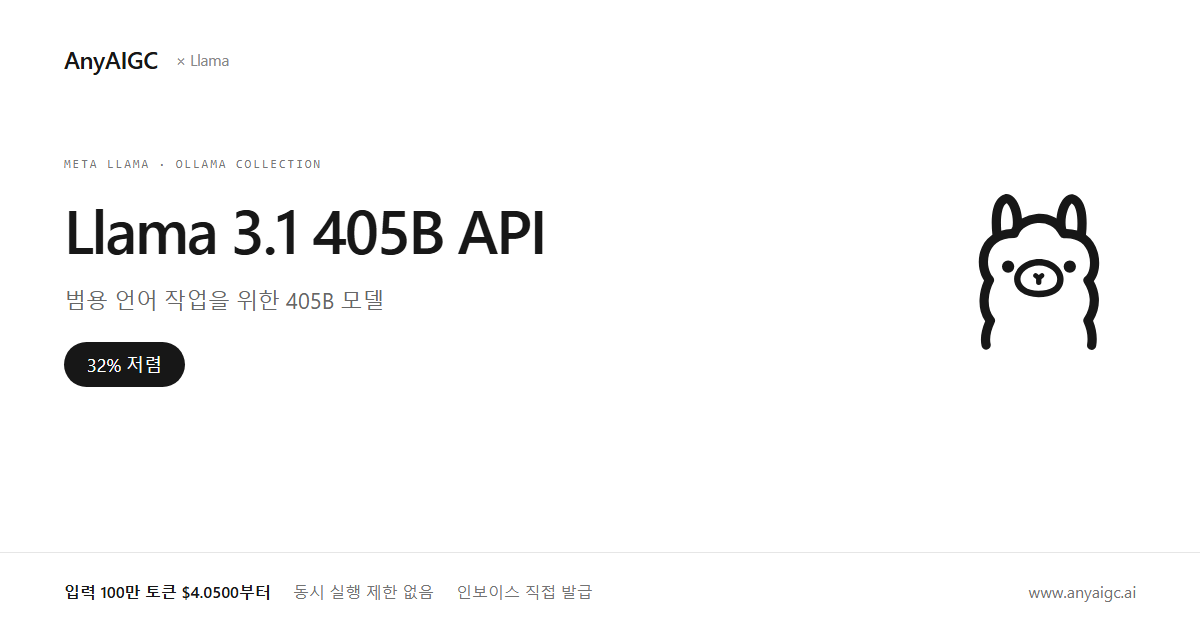 AnyAIGC × Llama
META LLAMA · OLLAMA COLLECTION
Llama 3.1 405B API
범용 언어 작업을 위한 405B 모델
32% 저렴
입력 100만 토큰 $4.0500부터 동시 실행 제한 없음 인보이스 직접 발급 www.anyaigc.ai